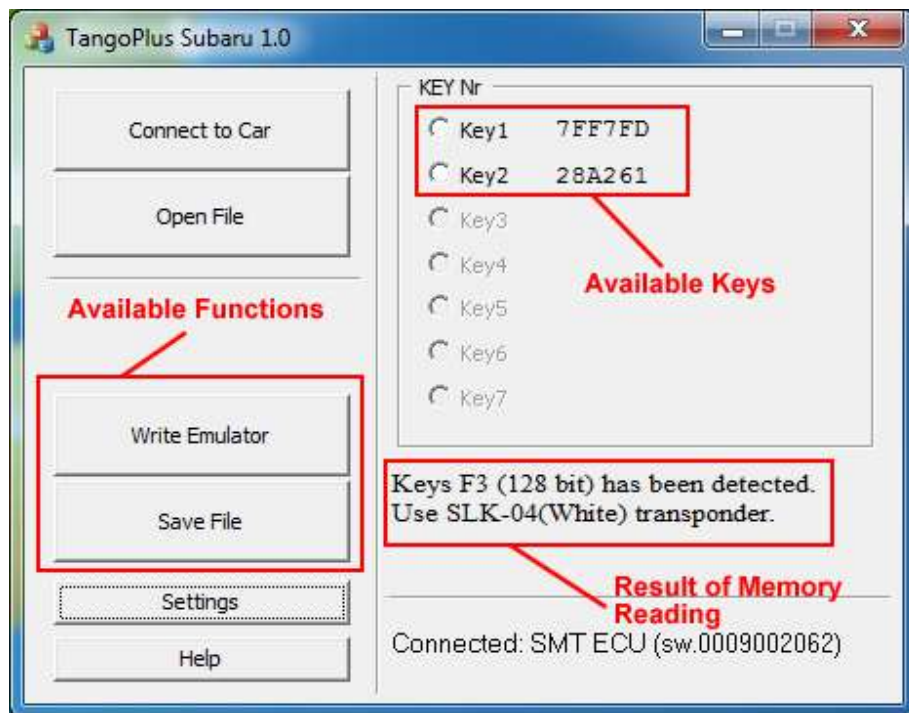 TangoPlus Subaru 1.0
Connect to Car
Open File
Available Functions
Write Emulator
Save File
Settings
Help
KEY Nr
Key1 7FF7FD
Key2 28A261
Key3
Key4
Key5
Key6
Key7
Available Keys
Keys F3 (128 bit) has been detected.
Use SLK-04(White) transponder.
Result of Memory
Reading
Connected: SMT ECU (sw.0009002062)